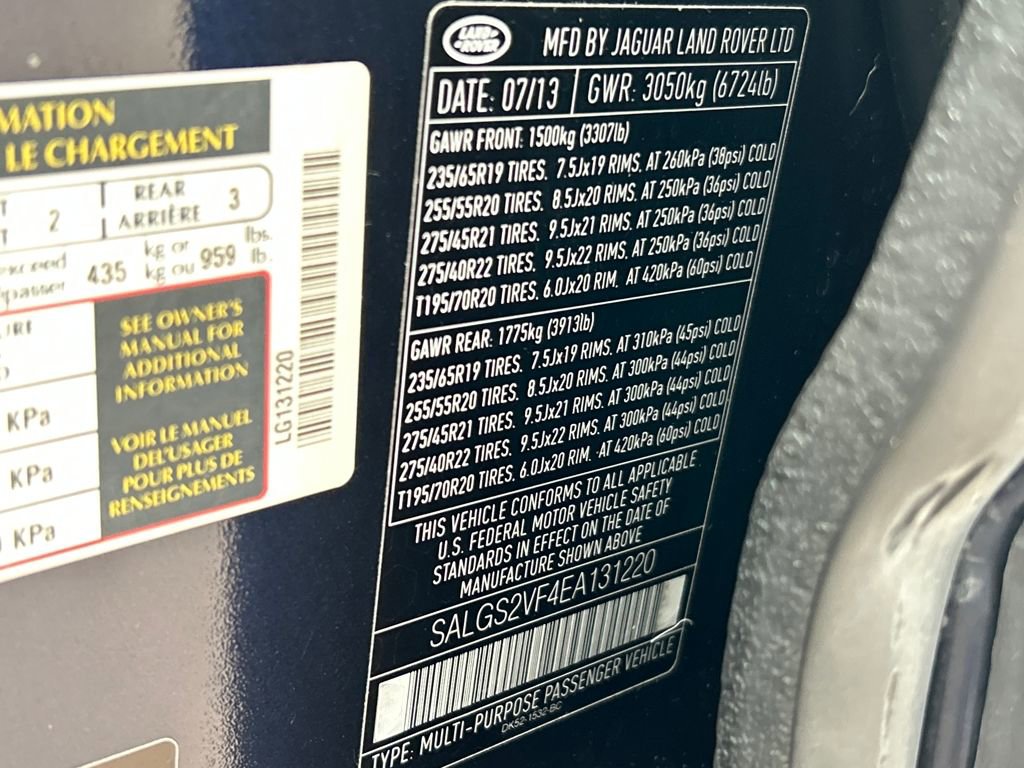 MATION
LE CHARGEMENT
2
REAR
ARRIÈRE 3
435 kg or 959 lbs.
kg ou lb.
SEE OWNER'S
MANUAL FOR
ADDITIONAL
INFORMATION
VOIR LE MANUEL
DE L'USAGER
POUR PLUS DE
RENSEIGNEMENTS
KPa
KPa
KPa
LG131220
LAND
ROVER
MFD BY JAGUAR LAND ROVER LTD
DATE: 07/13 GWR: 3050kg (6724lb)
GAWR FRONT: 1500kg (3307lb)
235/65R19 TIRES. 7.5Jx19 RIMS. AT 260kPa (38psi) COLD
255/55R20 TIRES. 8.5Jx20 RIMS. AT 250kPa (36psi) COLD
275/45R21 TIRES. 9.5Jx21 RIMS. AT 250kPa (36psi) COLD
275/40R22 TIRES. 9.5Jx22 RIMS. AT 250kPa (36psi) COLD
T195/70R20 TIRES. 6.0Jx20 RIM. AT 420kPa (60psi) COLD
GAWR REAR: 1775kg (3913lb)
235/65R19 TIRES. 7.5Jx19 RIMS. AT 310kPa (45psi) COLD
255/55R20 TIRES. 8.5Jx20 RIMS. AT 300kPa (44psi) COLD
275/45R21 TIRES. 9.5Jx21 RIMS. AT 300kPa (44psi) COLD
275/40R22 TIRES. 9.5Jx22 RIMS. AT 300kPa (44psi) COLD
T195/70R20 TIRES. 6.0Jx20 RIM. AT 420kPa (60psi) COLD
THIS VEHICLE CONFORMS TO ALL APPLICABLE
U.S. FEDERAL MOTOR VEHICLE SAFETY
STANDARDS IN EFFECT ON THE DATE OF
MANUFACTURE SHOWN ABOVE
SALGS2VF4EA131220
TYPE: MULTI-PURPOSE PASSENGER VEHICLE
DK52-1532-BC